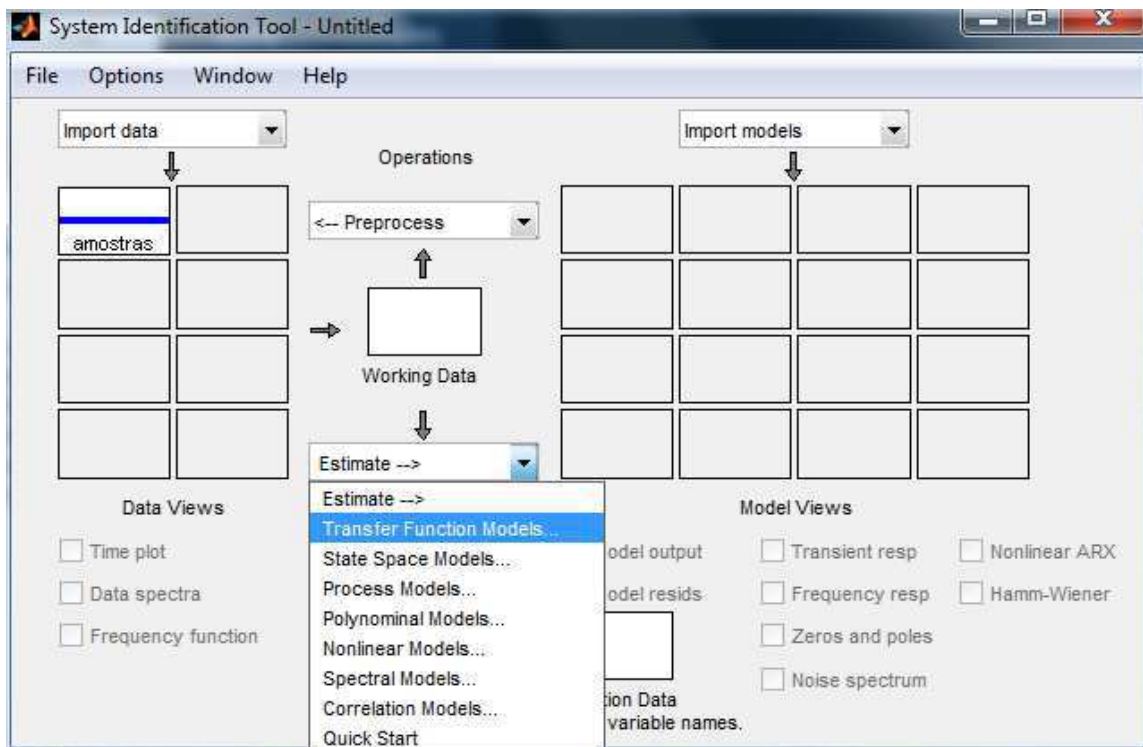 System Identification Tool - Untitled
File Options Window Help
Import data
Import models
Operations
<-- Preprocess
amostras
Working Data
Estimate -->
Estimate -->
Transfer Function Models...
State Space Models...
Process Models...
Polynominal Models...
Nonlinear Models...
Spectral Models...
Correlation Models...
Quick Start
Data Views
Time plot
Data spectra
Frequency function
Model Views
odel output Transient resp Nonlinear ARX
odel resids Frequency resp Hamm-Wiener
Zeros and poles
Noise spectrum
tion Data
variable names.